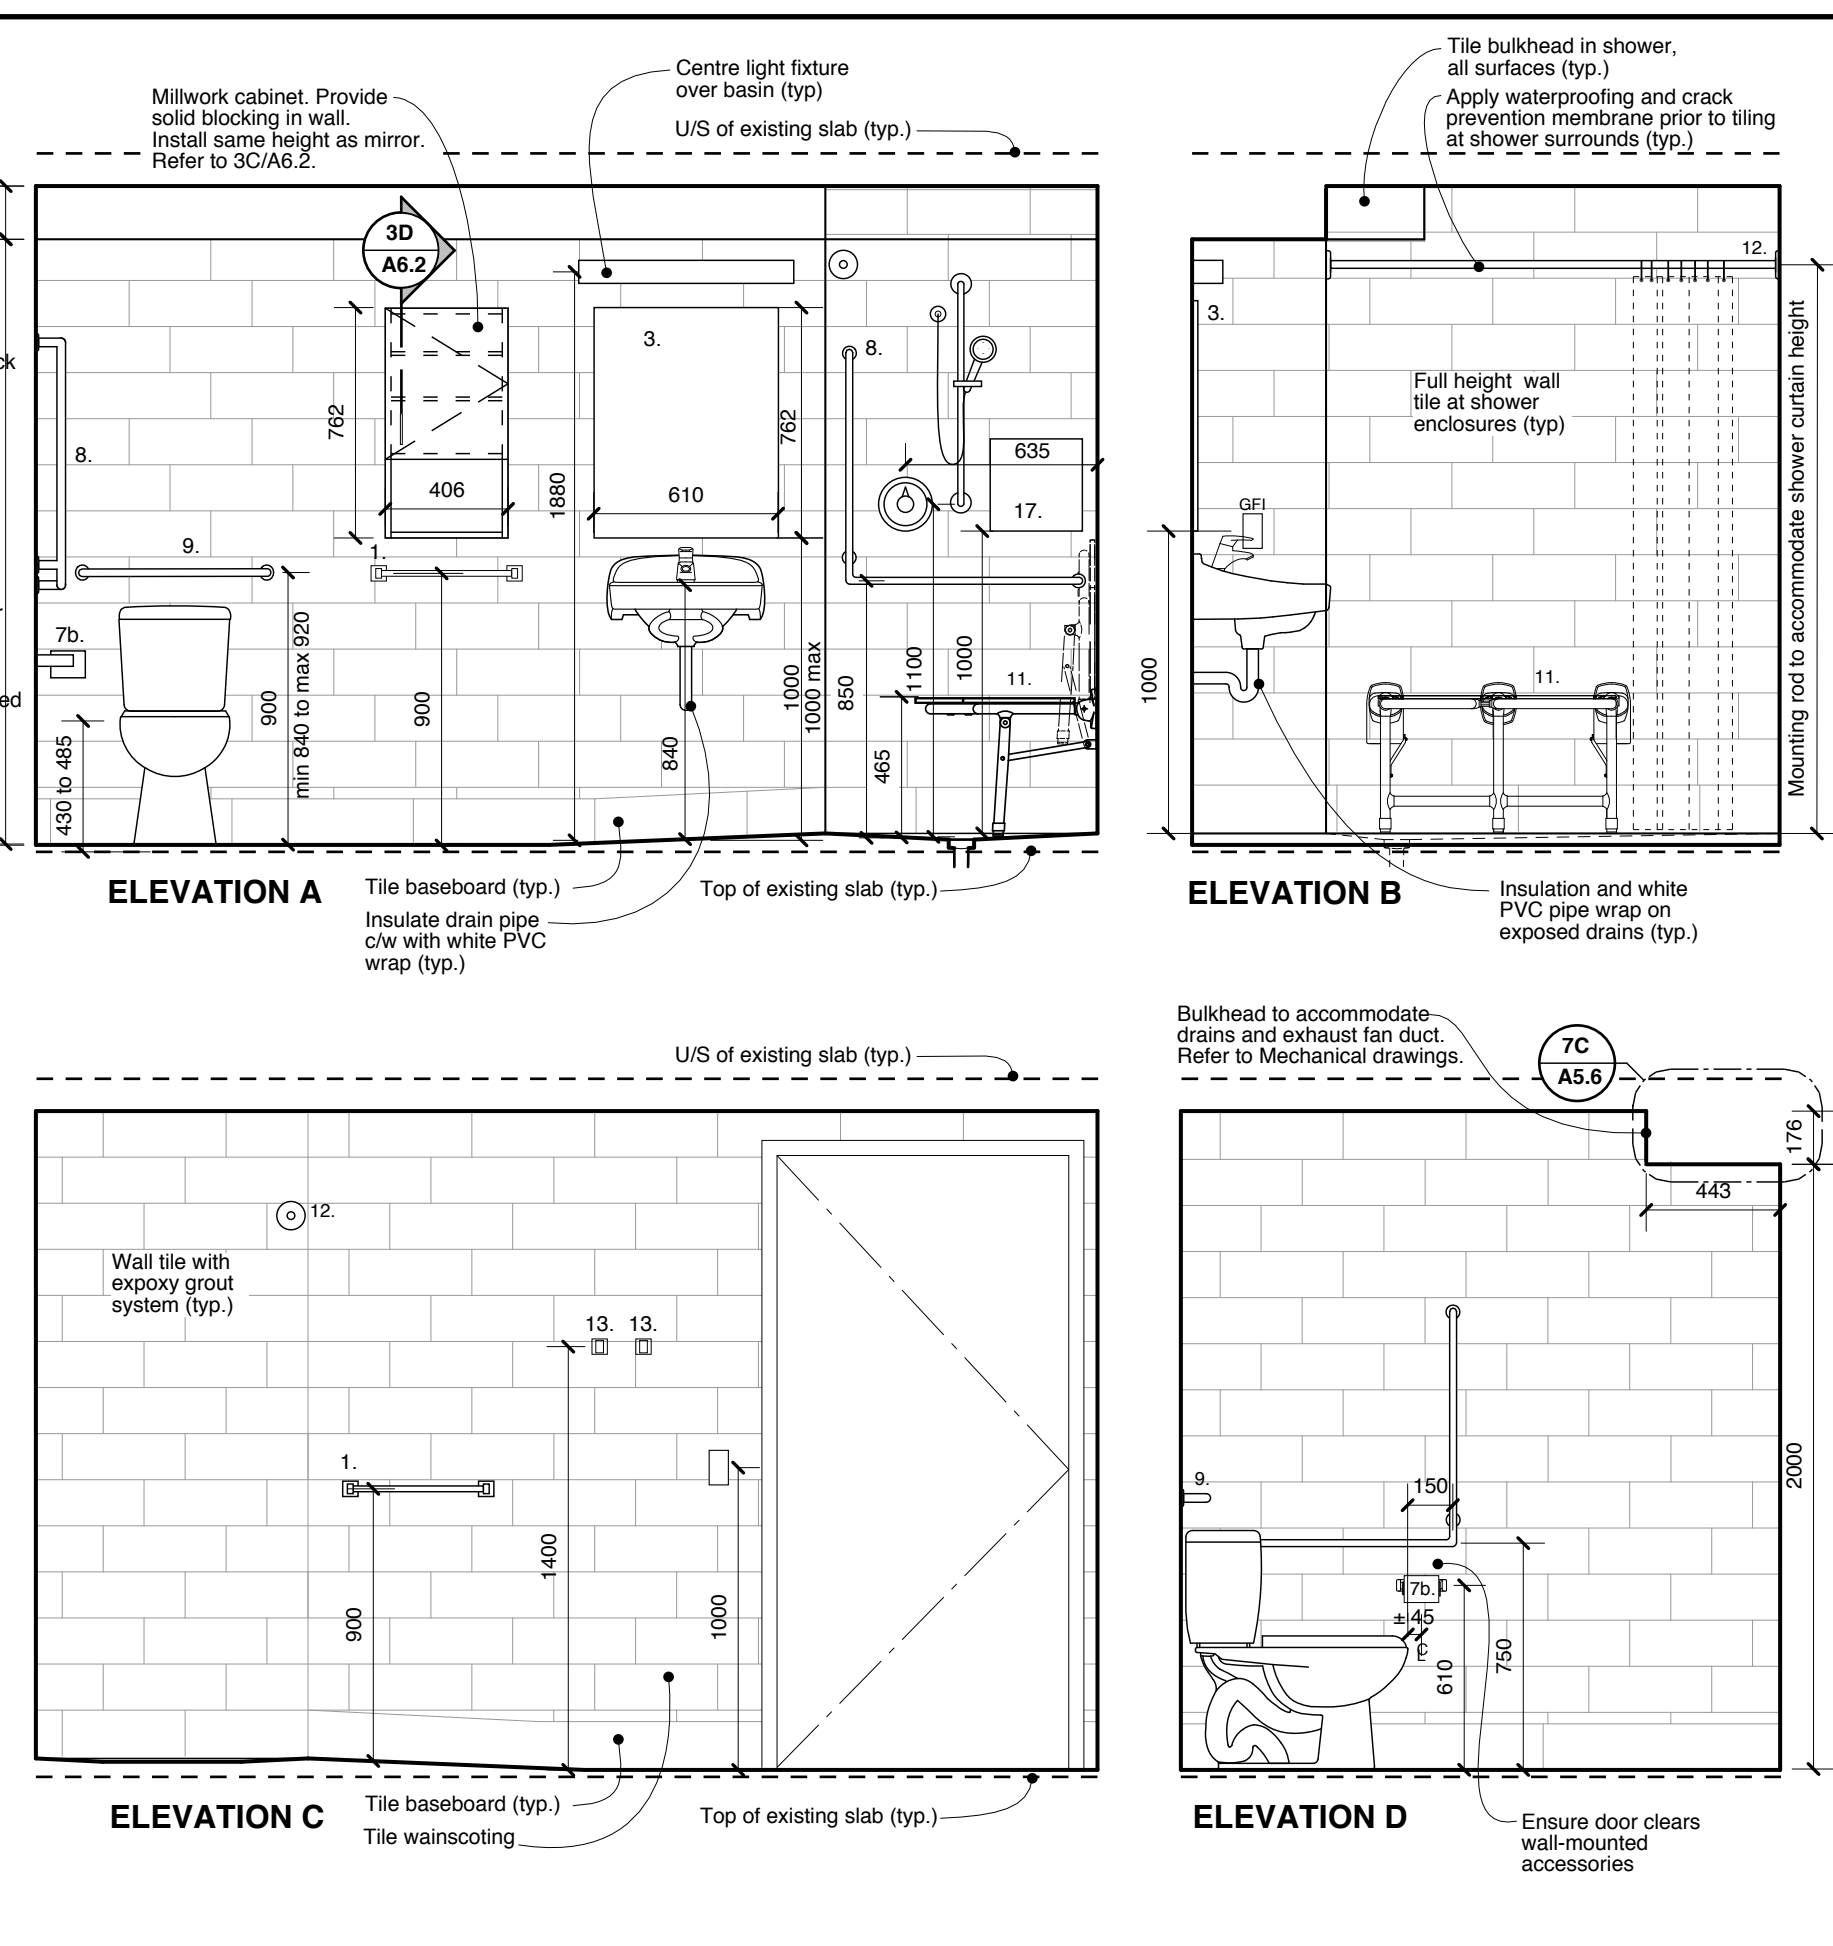 Millwork cabinet. Provide
solid blocking in wall.
Install same height as mirror.
Refer to 3C/A6.2.
Centre light fixture
over basin (typ)
U/S of existing slab (typ.)
Tile bulkhead in shower,
all surfaces (typ.)
Apply waterproofing and crack
prevention membrane prior to tiling
at shower surrounds (typ.)
3D
A6.2
3.
8.
8.
762
406
1880
610
762
635
17.
9.
1.
7b.
430 to 485
900
min 840 to max 920
900
840
1000
1000 max
850
465
1100
1000
11.
ck
r
ed
ELEVATION A
Tile baseboard (typ.)
Insulate drain pipe
c/w with white PVC
wrap (typ.)
Top of existing slab (typ.)
12.
3.
GFI
Full height wall
tile at shower
enclosures (typ)
1000
11.
Mounting rod to accommodate shower curtain height
ELEVATION B
Insulation and white
PVC pipe wrap on
exposed drains (typ.)
U/S of existing slab (typ.)
12.
Wall tile with
expoxy grout
system (typ.)
13. 13.
1.
900
1400
1000
ELEVATION C
Tile baseboard (typ.)
Tile wainscoting
Top of existing slab (typ.)
Bulkhead to accommodate
drains and exhaust fan duct.
Refer to Mechanical drawings.
7C
A5.6
176
443
2000
9.
150
7b.
± 45
CL
610
750
ELEVATION D
Ensure door clears
wall-mounted
accessories